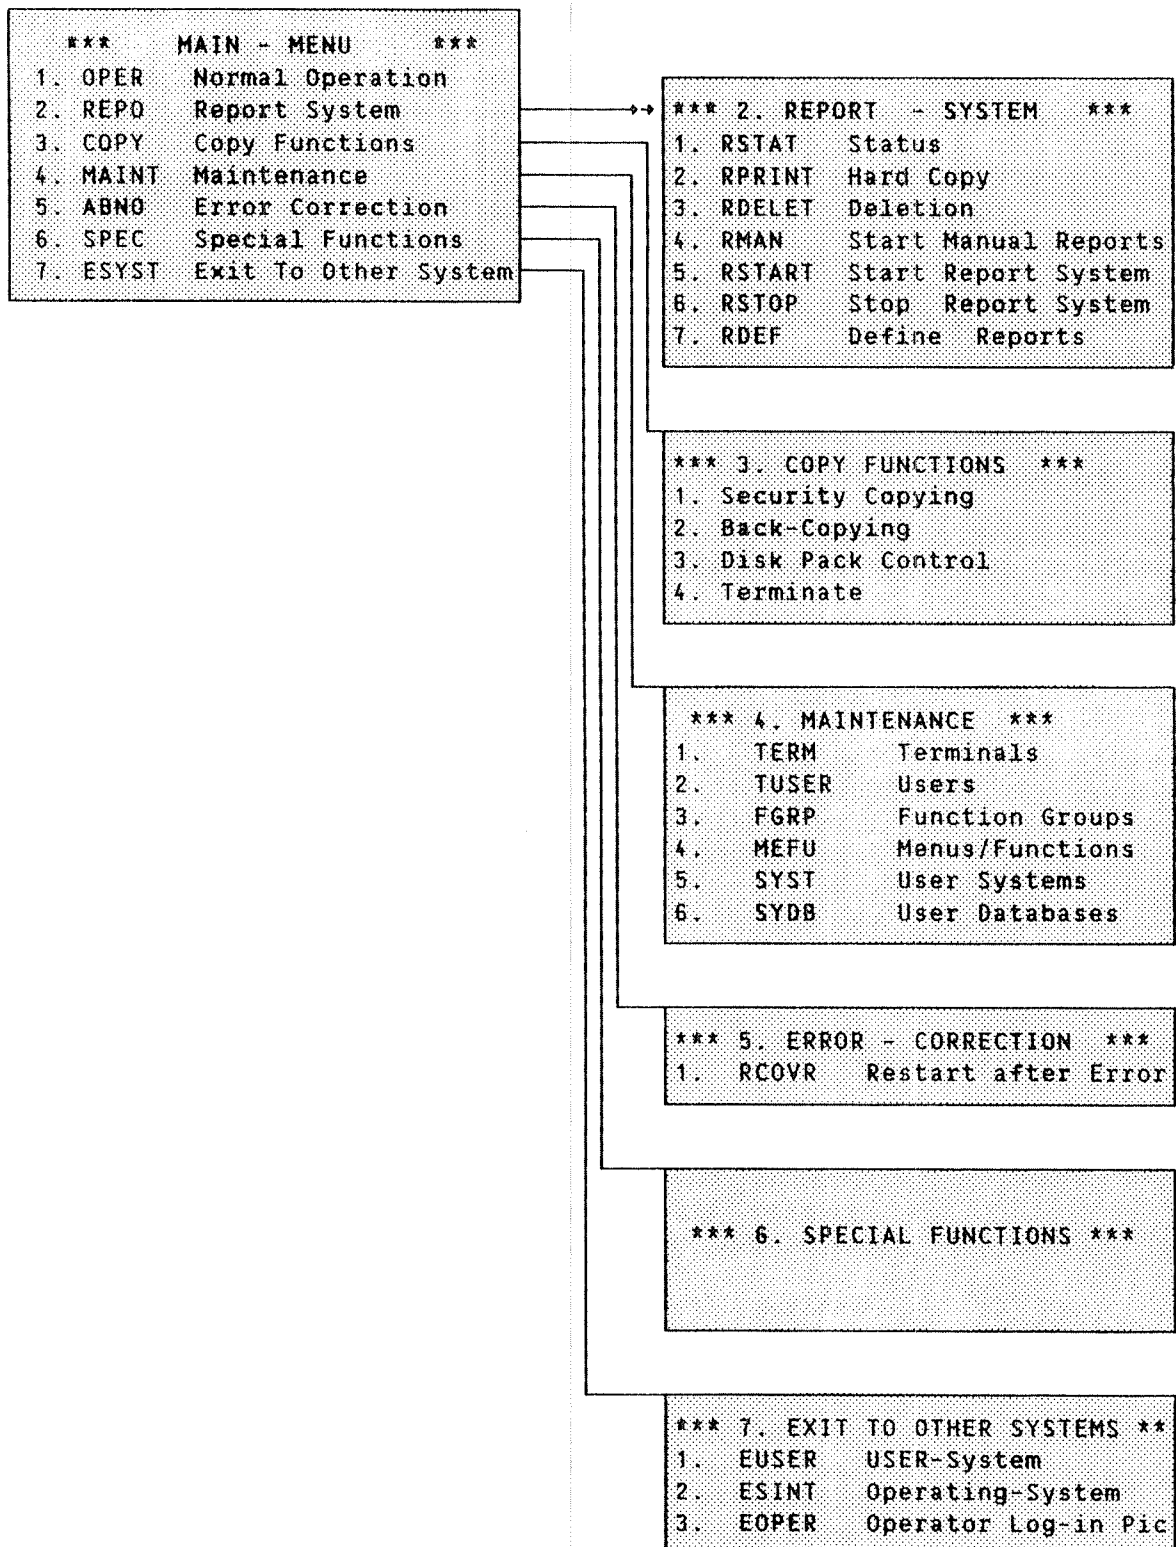 *** MAIN - MENU ***
1. OPER Normal Operation
2. REPO Report System
3. COPY Copy Functions
4. MAINT Maintenance
5. ABNO Error Correction
6. SPEC Special Functions
7. ESYST Exit To Other System
*** 2. REPORT - SYSTEM ***
1. RSTAT Status
2. RPRINT Hard Copy
3. RDELET Deletion
4. RMAN Start Manual Reports
5. RSTART Start Report System
6. RSTOP Stop Report System
7. RDEF Define Reports
*** 3. COPY FUNCTIONS ***
1. Security Copying
2. Back-Copying
3. Disk Pack Control
4. Terminate
*** 4. MAINTENANCE ***
1. TERM Terminals
2. TUSER Users
3. FGRP Function Groups
4. MEFU Menus/Functions
5. SYST User Systems
6. SYDB User Databases
*** 5. ERROR - CORRECTION ***
1. RCOVR Restart after Error
*** 6. SPECIAL FUNCTIONS ***
*** 7. EXIT TO OTHER SYSTEMS **
1. EUSER USER-System
2. ESINT Operating-System
3. EOPER Operator Log-in Pic